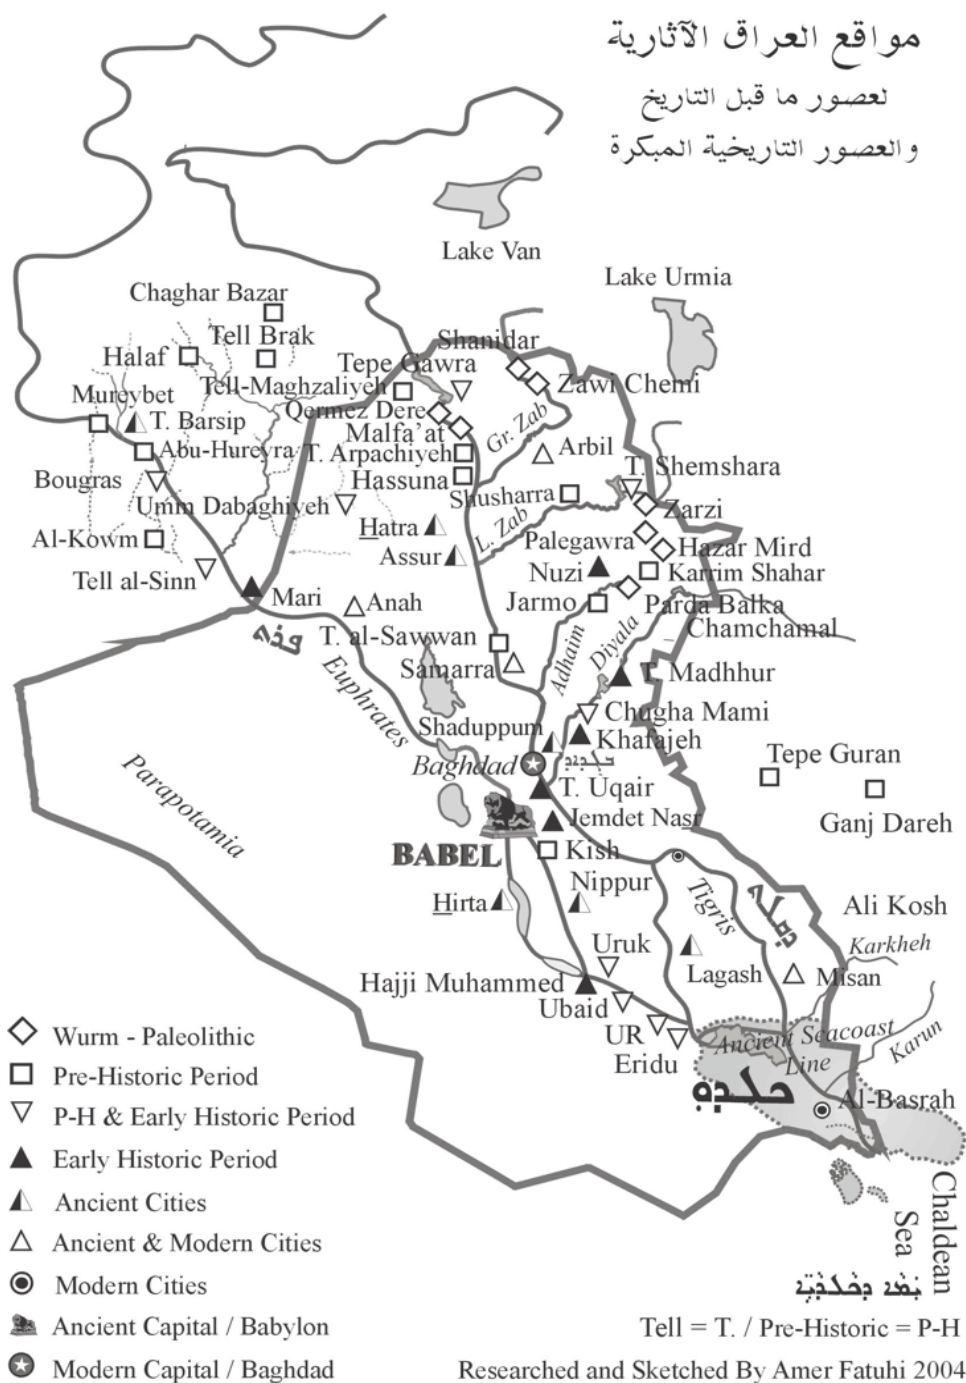 مواقع العراق الآثارية
لعصور ما قبل التاريخ
والعصور التاريخية المبكرة
Lake Van
Lake Urmia
Chaghar Bazar
Tell Brak
Shanidar
Halaf
Tepe Gawra
Zawi Chemi
Tell-Maghzaliyeh
Mureybet
Qermez Dere
T. Barsip
Malfa'at
Gr. Zab
Arbil
Abu-Hureyra
T. Arpachiyeh
T. Shemshara
Bougras
Hassuna
Shusharra
Umm Dabaghiyeh
Zarzi
Hatra
L. Zab
Al-Kowm
Palegawra
Hazar Mird
Assur
Tell al-Sinn
Nuzi
Karrim Shahar
Mari
Anah
Jarmo
Parda Balka
ܡܪܝ
T. al-Sawwan
Adhaim
Diyala
Chamchamal
Samarra
T. Madhhur
Euphrates
Shaduppum
Chugha Mami
Khafajeh
Baghdad
Tepe Guran
Parapotamia
T. Uqair
Jemdet Nasr
Ganj Dareh
BABEL
Kish
Nippur
Tigris
Hirta
Ali Kosh
Uruk
Karkheh
Lagash
Misan
Hajji Muhammed
Ubaid
UR
Ancient Seacoast
Line
Karun
Eridu
Al-Basrah
Wurm - Paleolithic
Pre-Historic Period
P-H & Early Historic Period
Early Historic Period
Ancient Cities
Ancient & Modern Cities
Modern Cities
Ancient Capital / Babylon
Modern Capital / Baghdad
Chaldean
Sea
ܝܡܐ ܕܟܠܕܝ̈ܐ
Tell = T. / Pre-Historic = P-H
Researched and Sketched By Amer Fatuhi 2004